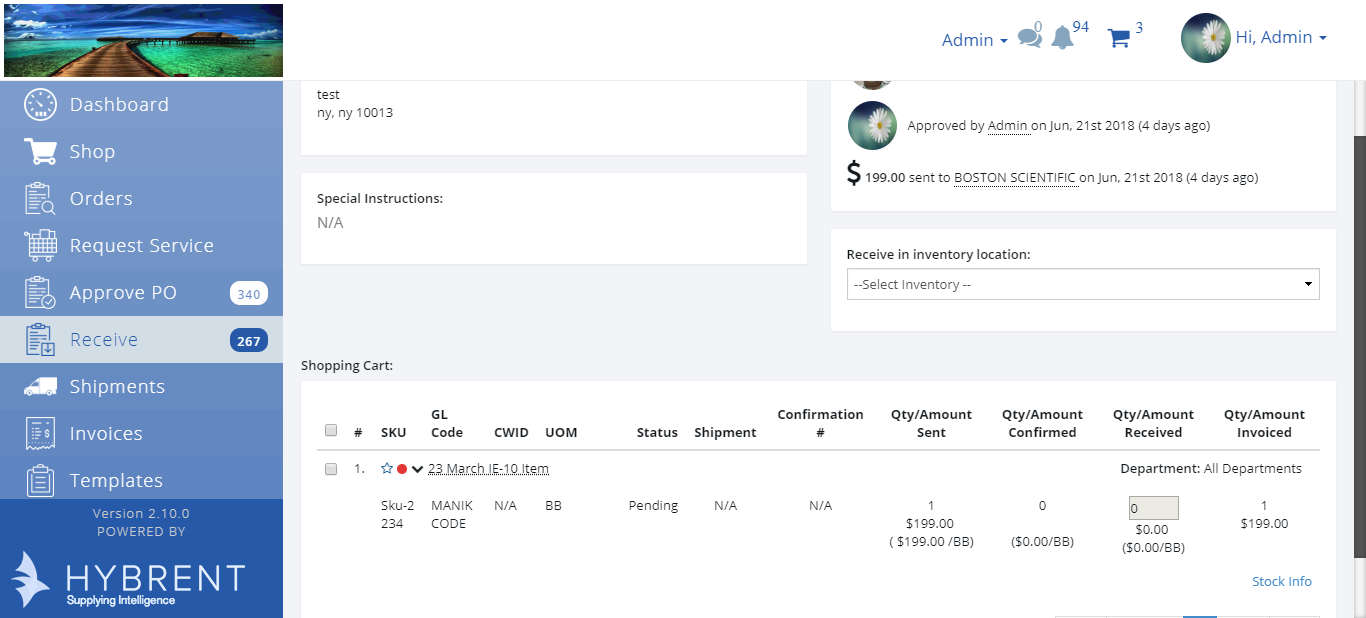 Admin
0
94
3
Hi, Admin
Dashboard
Shop
Orders
Request Service
Approve PO 340
Receive 267
Shipments
Invoices
Templates
Version 2.10.0
POWERED BY
HYBRENT
Supplying Intelligence
test
ny, ny 10013
Special Instructions:
N/A
Approved by Admin on Jun, 21st 2018 (4 days ago)
$ 199.00 sent to BOSTON SCIENTIFIC on Jun, 21st 2018 (4 days ago)
Receive in inventory location:
--Select Inventory --
Shopping Cart:
# SKU GL Code CWID UOM Status Shipment Confirmation # Qty/Amount Sent Qty/Amount Confirmed Qty/Amount Received Qty/Amount Invoiced
1. 23 March IE-10 Item Department: All Departments
Sku-2 MANIK N/A BB Pending N/A N/A 1 0 0 1
234 CODE $199.00 $0.00 $199.00
( $199.00 /BB) ($0.00/BB) ($0.00/BB)
Stock Info